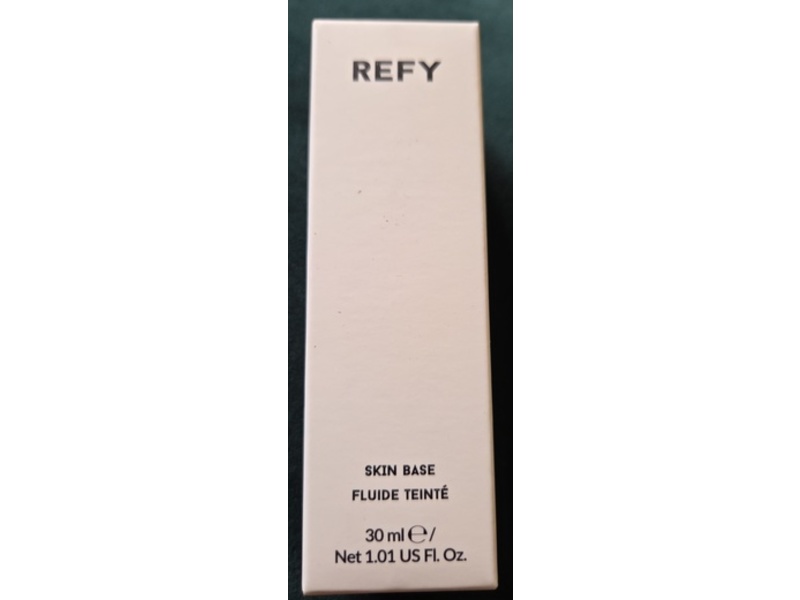 REFY
SKIN BASE
FLUIDE TEINTÉ
30 ml ℮ /
Net 1.01 US Fl. Oz.